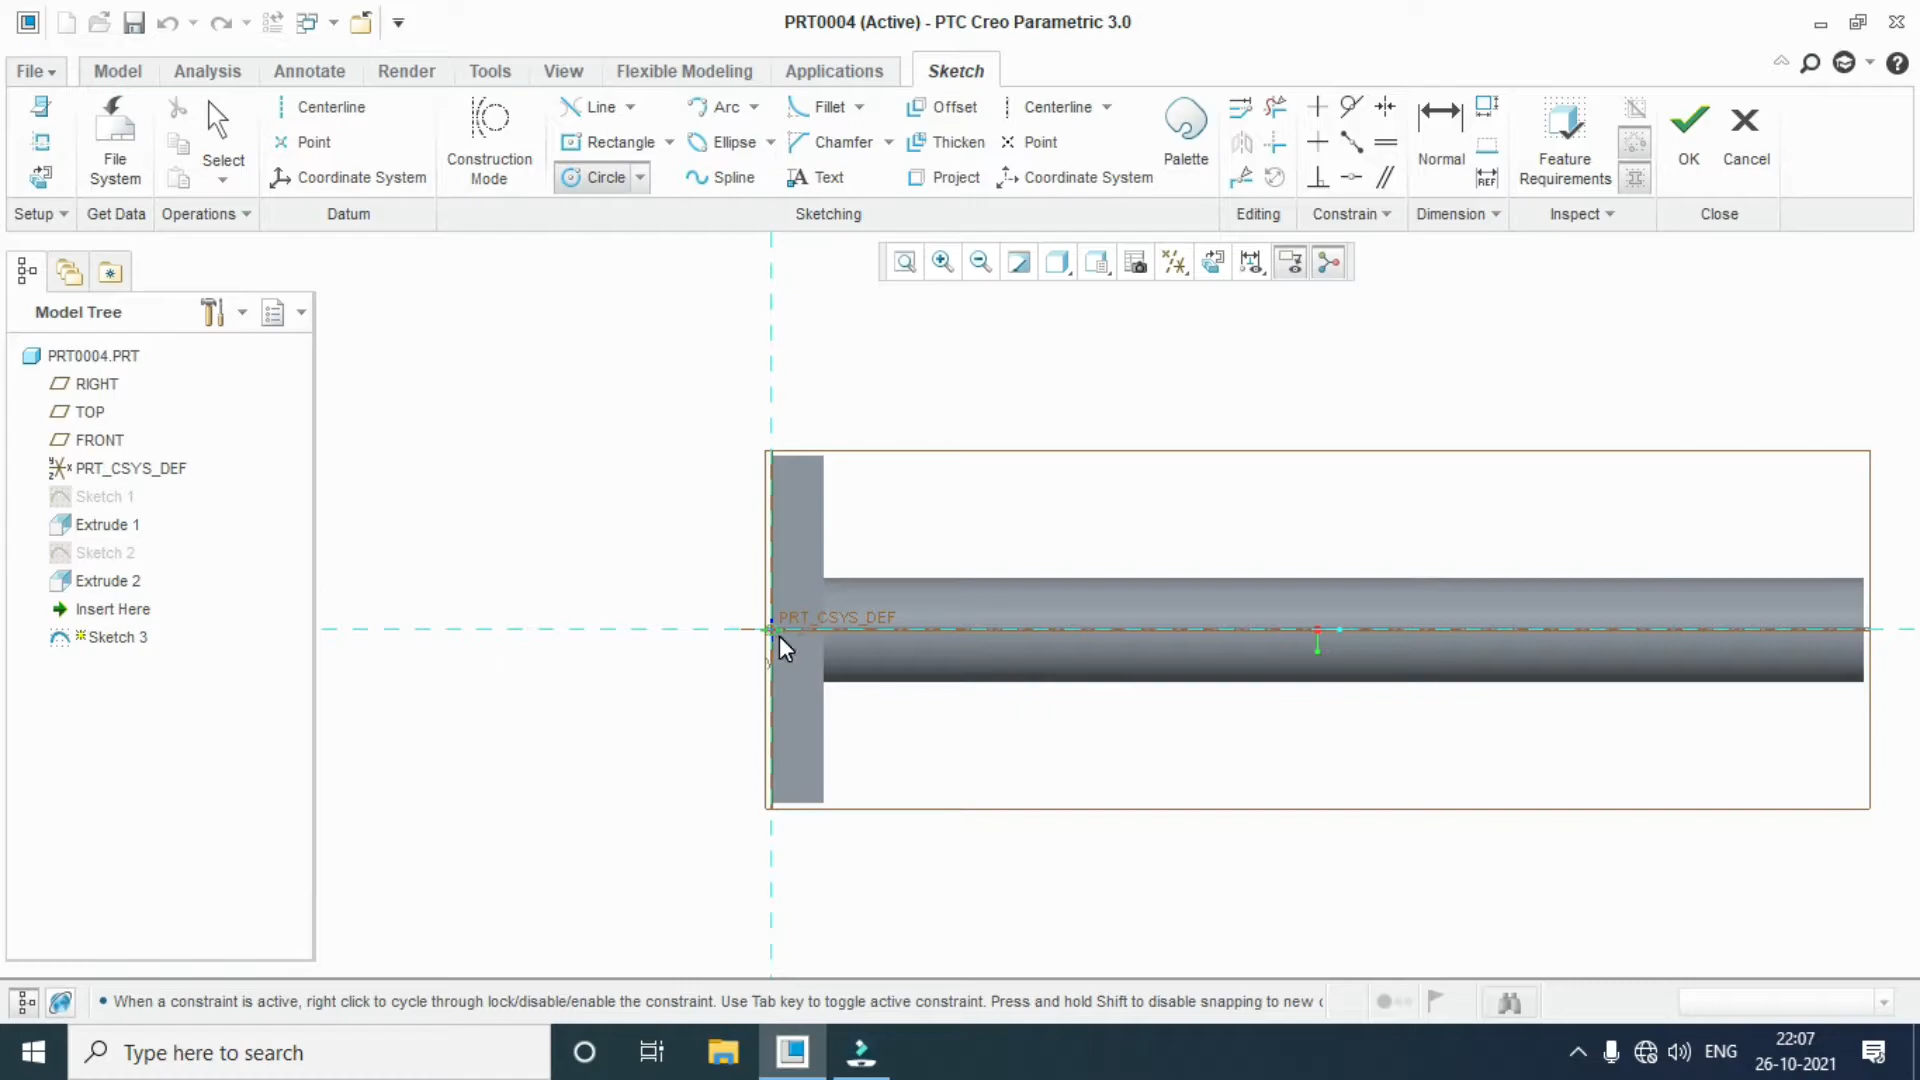 PRT0004 (Active) - PTC Creo Parametric 3.0
File Model Analysis Annotate Render Tools View Flexible Modeling Applications Sketch
Centerline Line Arc Fillet Offset Centerline
Point Rectangle Ellipse Chamfer Thicken Point
File System Select Construction Mode Palette Normal Feature Requirements OK Cancel
Coordinate System Circle Spline Text Project Coordinate System
REF
Setup Get Data Operations Datum Sketching Editing Constrain Dimension Inspect Close
Model Tree
PRT0004.PRT
RIGHT
TOP
FRONT
PRT_CSYS_DEF
Sketch 1
Extrude 1
Sketch 2
Extrude 2
Insert Here
Sketch 3
PRT_CSYS_DEF
• When a constraint is active, right click to cycle through lock/disable/enable the constraint. Use Tab key to toggle active constraint. Press and hold Shift to disable snapping to new
Type here to search
ENG
22:07
26-10-2021